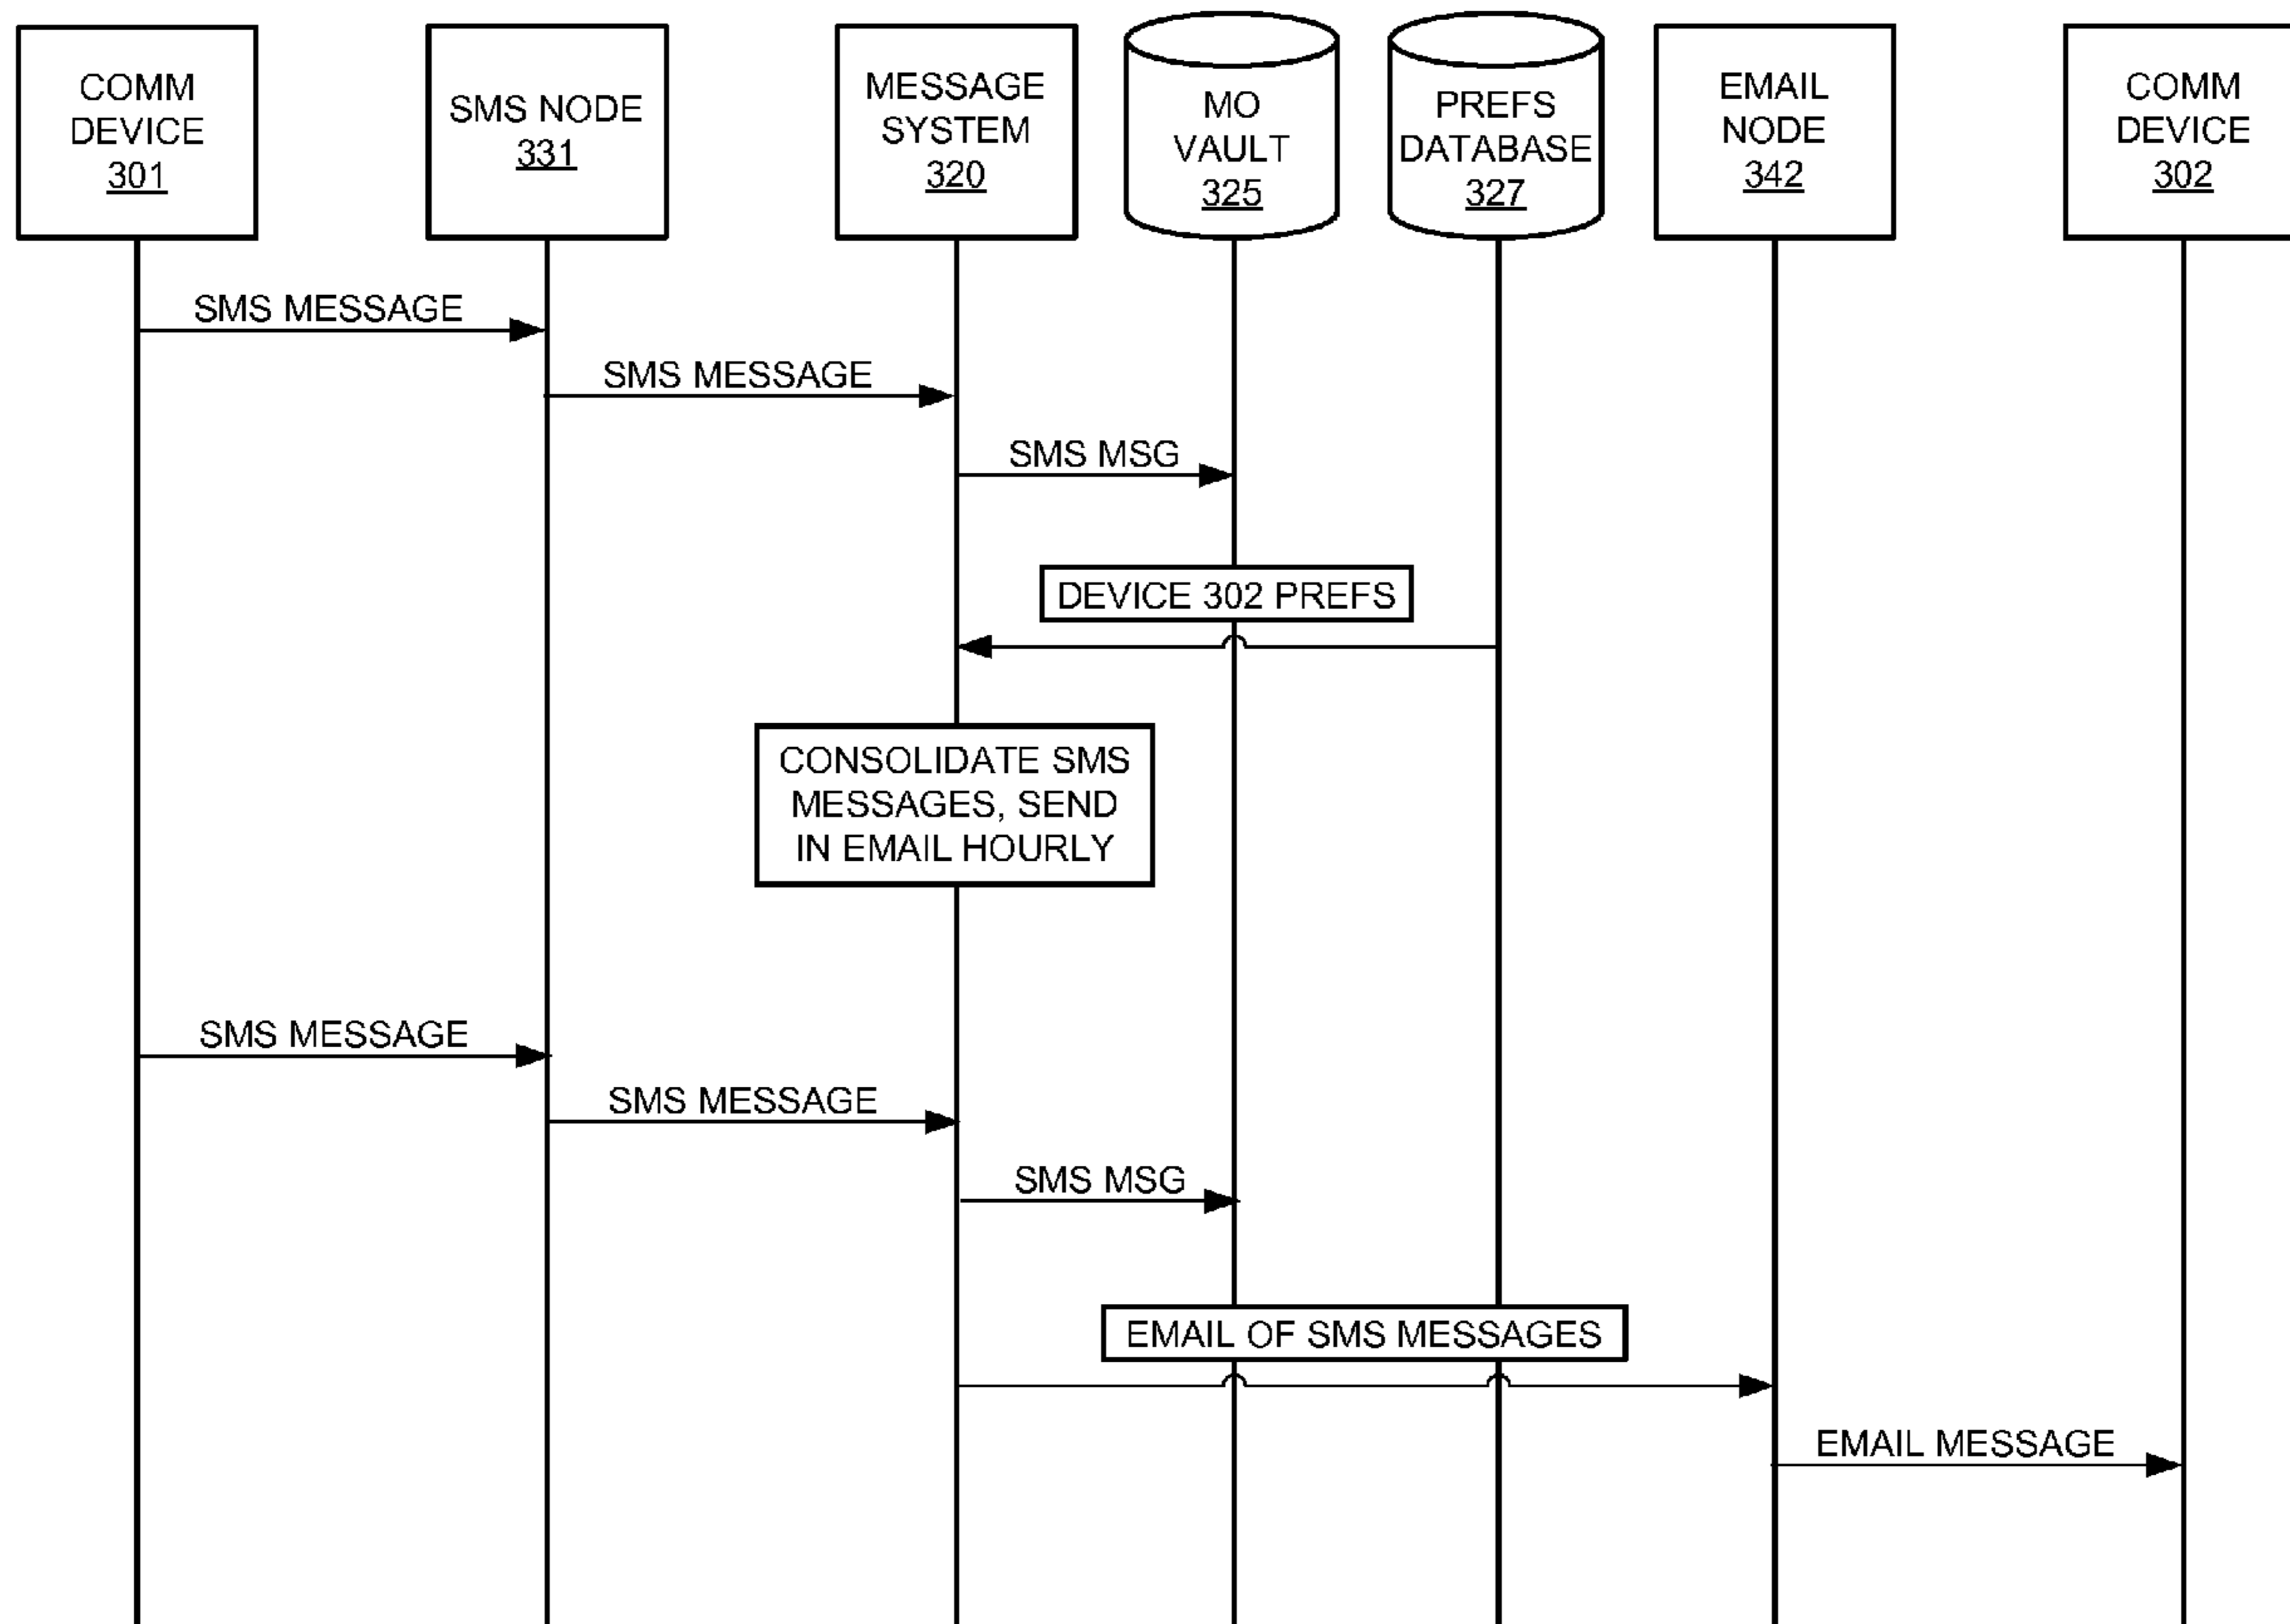 COMM
DEVICE
301
SMS NODE
331
MESSAGE
SYSTEM
320
MO
VAULT
325
PREFS
DATABASE
327
EMAIL
NODE
342
COMM
DEVICE
302
SMS MESSAGE
SMS MESSAGE
SMS MSG
DEVICE 302 PREFS
CONSOLIDATE SMS
MESSAGES, SEND
IN EMAIL HOURLY
SMS MESSAGE
SMS MESSAGE
SMS MSG
EMAIL OF SMS MESSAGES
EMAIL MESSAGE